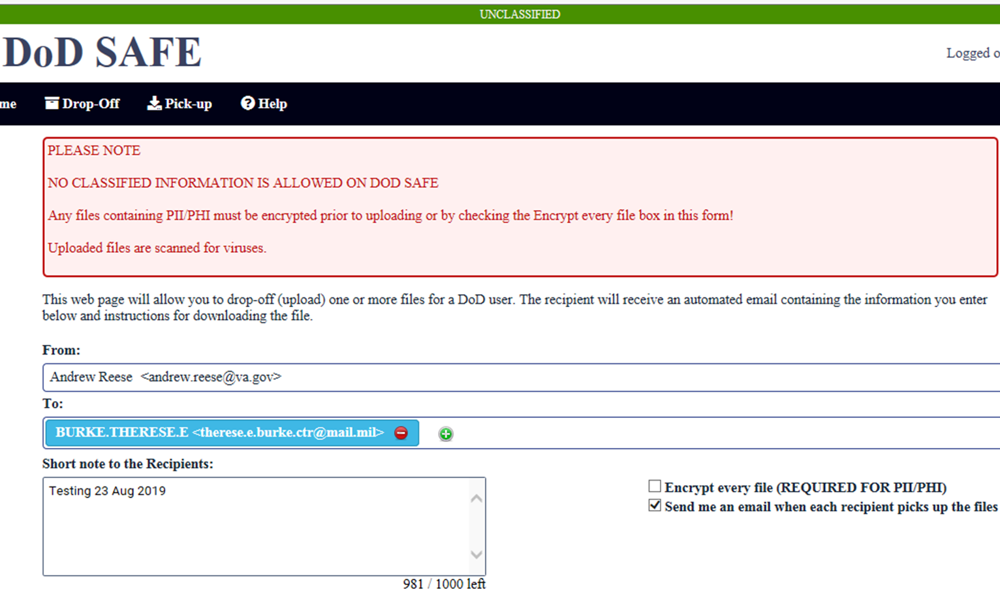 UNCLASSIFIED
DoD SAFE
Logged o
me Drop-Off Pick-up Help
PLEASE NOTE
NO CLASSIFIED INFORMATION IS ALLOWED ON DOD SAFE
Any files containing PII/PHI must be encrypted prior to uploading or by checking the Encrypt every file box in this form!
Uploaded files are scanned for viruses.
This web page will allow you to drop-off (upload) one or more files for a DoD user. The recipient will receive an automated email containing the information you enter
below and instructions for downloading the file.
From:
Andrew Reese <andrew.reese@va.gov>
To:
BURKE.THERESE.E <therese.e.burke.ctr@mail.mil>
Short note to the Recipients:
Testing 23 Aug 2019
Encrypt every file (REQUIRED FOR PII/PHI)
Send me an email when each recipient picks up the files
981 / 1000 left